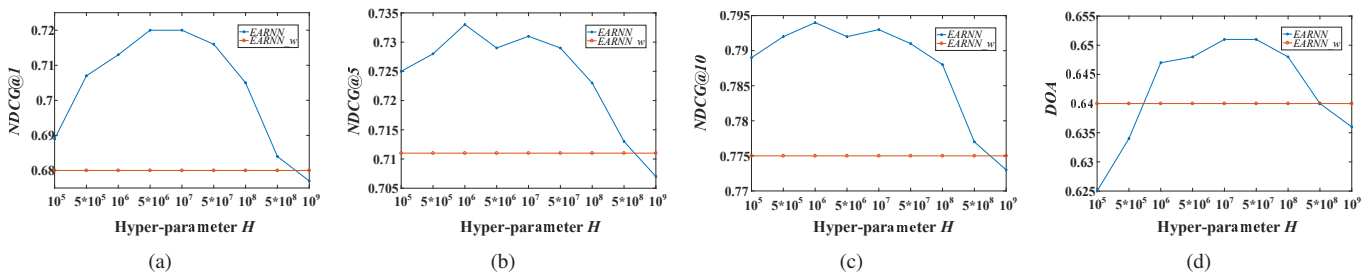 NDCG@1
0.72
0.71
0.7
0.69
0.68
EARNN
EARNN_w
10^5 5*10^5 10^6 5*10^6 10^7 5*10^7 10^8 5*10^8 10^9
Hyper-parameter H
(a)
NDCG@5
0.735
0.73
0.725
0.72
0.715
0.71
0.705
EARNN
EARNN_w
10^5 5*10^5 10^6 5*10^6 10^7 5*10^7 10^8 5*10^8 10^9
Hyper-parameter H
(b)
NDCG@10
0.795
0.79
0.785
0.78
0.775
0.77
EARNN
EARNN_w
10^5 5*10^5 10^6 5*10^6 10^7 5*10^7 10^8 5*10^8 10^9
Hyper-parameter H
(c)
DOA
0.655
0.65
0.645
0.64
0.635
0.63
0.625
EARNN
EARNN_w
10^5 5*10^5 10^6 5*10^6 10^7 5*10^7 10^8 5*10^8 10^9
Hyper-parameter H
(d)